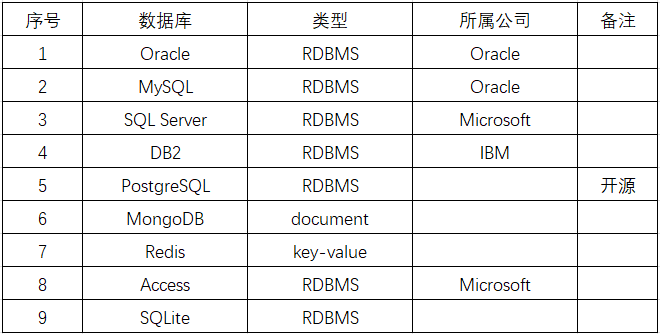 序号 数据库 类型 所属公司 备注
1 Oracle RDBMS Oracle
2 MySQL RDBMS Oracle
3 SQL Server RDBMS Microsoft
4 DB2 RDBMS IBM
5 PostgreSQL RDBMS 开源
6 MongoDB document
7 Redis key-value
8 Access RDBMS Microsoft
9 SQLite RDBMS